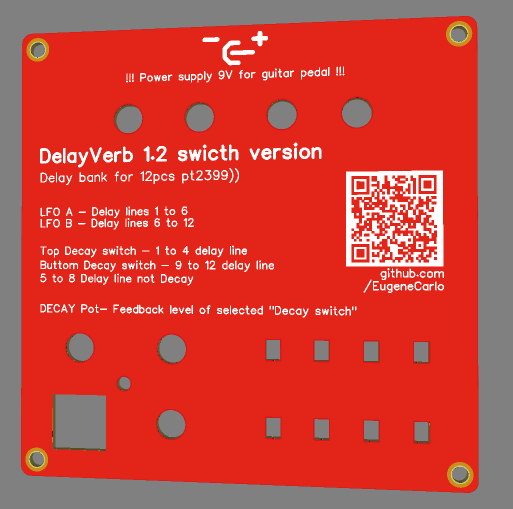 !!! Power supply 9V for guitar pedal !!!
DelayVerb 1.2 swicth version
Delay bank for 12pcs pt2399))
LFO A – Delay lines 1 to 6
LFO B – Delay lines 6 to 12
Top Decay switch – 1 to 4 delay line
Buttom Decay switch – 9 to 12 delay line
5 to 8 Delay line not Decay
github.com
/EugeneCarlo
DECAY Pot– Feedback level of selected "Decay switch"